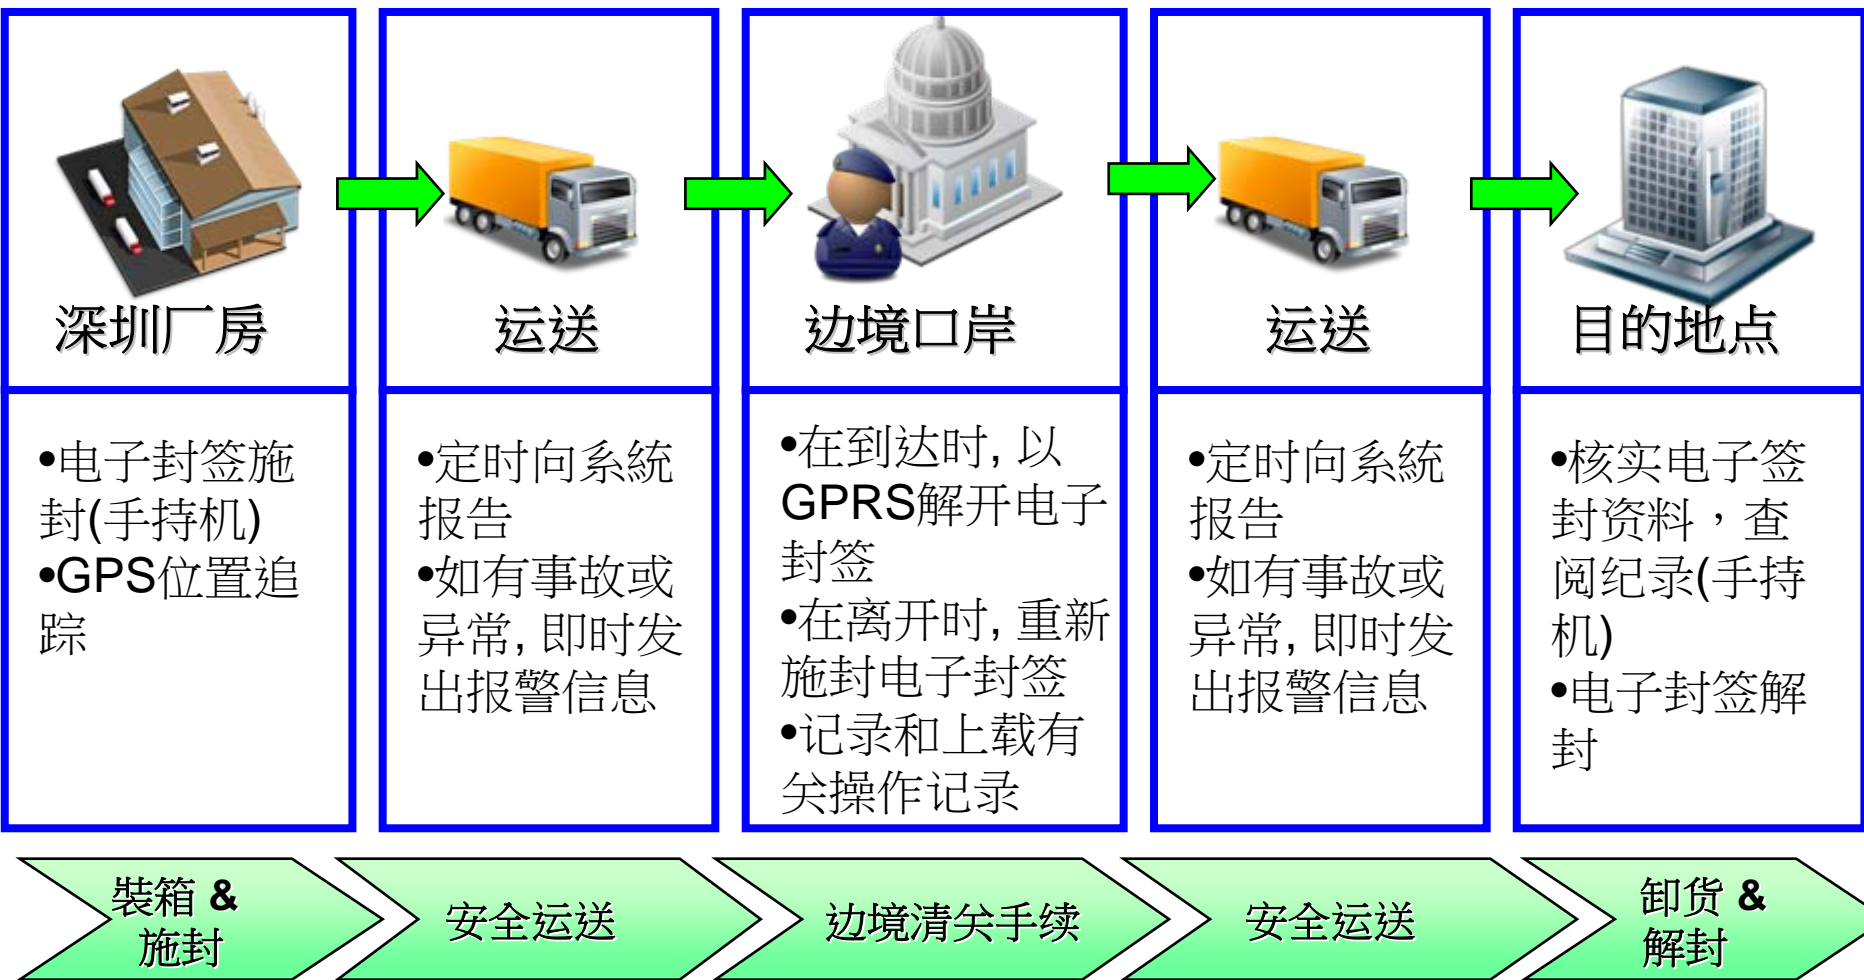 深圳厂房
运送
边境口岸
运送
目的地点
•电子封签施
封(手持机)
•GPS位置追
踪
•定时向系統
报告
•如有事故或
异常, 即时发
出报警信息
•在到达时, 以
GPRS解开电子
封签
•在离开时, 重新
施封电子封签
•记录和上载有
关操作记录
•定时向系統
报告
•如有事故或
异常, 即时发
出报警信息
•核实电子签
封资料，查
阅纪录(手持
机)
•电子封签解
封
裝箱 &
施封
安全运送
边境清关手续
安全运送
卸货 &
解封